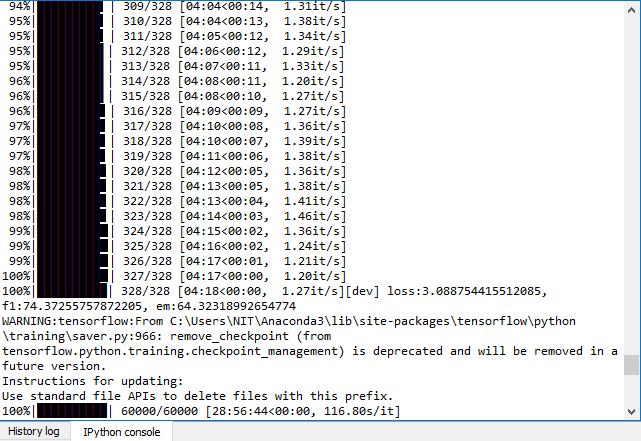 94%|██████████| 309/328 [04:04<00:14,  1.31it/s]
95%|██████████| 310/328 [04:04<00:13,  1.38it/s]
95%|██████████| 311/328 [04:05<00:12,  1.34it/s]
95%|██████████| 312/328 [04:06<00:12,  1.29it/s]
95%|██████████| 313/328 [04:07<00:11,  1.33it/s]
96%|██████████| 314/328 [04:08<00:11,  1.20it/s]
96%|██████████| 315/328 [04:08<00:10,  1.27it/s]
96%|██████████| 316/328 [04:09<00:09,  1.27it/s]
97%|██████████| 317/328 [04:10<00:08,  1.36it/s]
97%|██████████| 318/328 [04:10<00:07,  1.39it/s]
97%|██████████| 319/328 [04:11<00:06,  1.38it/s]
98%|██████████| 320/328 [04:12<00:05,  1.36it/s]
98%|██████████| 321/328 [04:13<00:05,  1.38it/s]
98%|██████████| 322/328 [04:13<00:04,  1.41it/s]
98%|██████████| 323/328 [04:14<00:03,  1.46it/s]
99%|██████████| 324/328 [04:15<00:02,  1.36it/s]
99%|██████████| 325/328 [04:16<00:02,  1.24it/s]
99%|██████████| 326/328 [04:17<00:01,  1.21it/s]
100%|██████████| 327/328 [04:17<00:00,  1.20it/s]
100%|██████████| 328/328 [04:18<00:00,  1.27it/s][dev] loss:3.088754415512085,
f1:74.37255757872205, em:64.32318992654774
WARNING:tensorflow:From C:\Users\NIT\Anaconda3\lib\site-packages\tensorflow\python
\training\saver.py:966: remove_checkpoint (from
tensorflow.python.training.checkpoint_management) is deprecated and will be removed in a
future version.
Instructions for updating:
Use standard file APIs to delete files with this prefix.
100%|██████████| 60000/60000 [28:56:44<00:00, 116.80s/it]
History log
IPython console